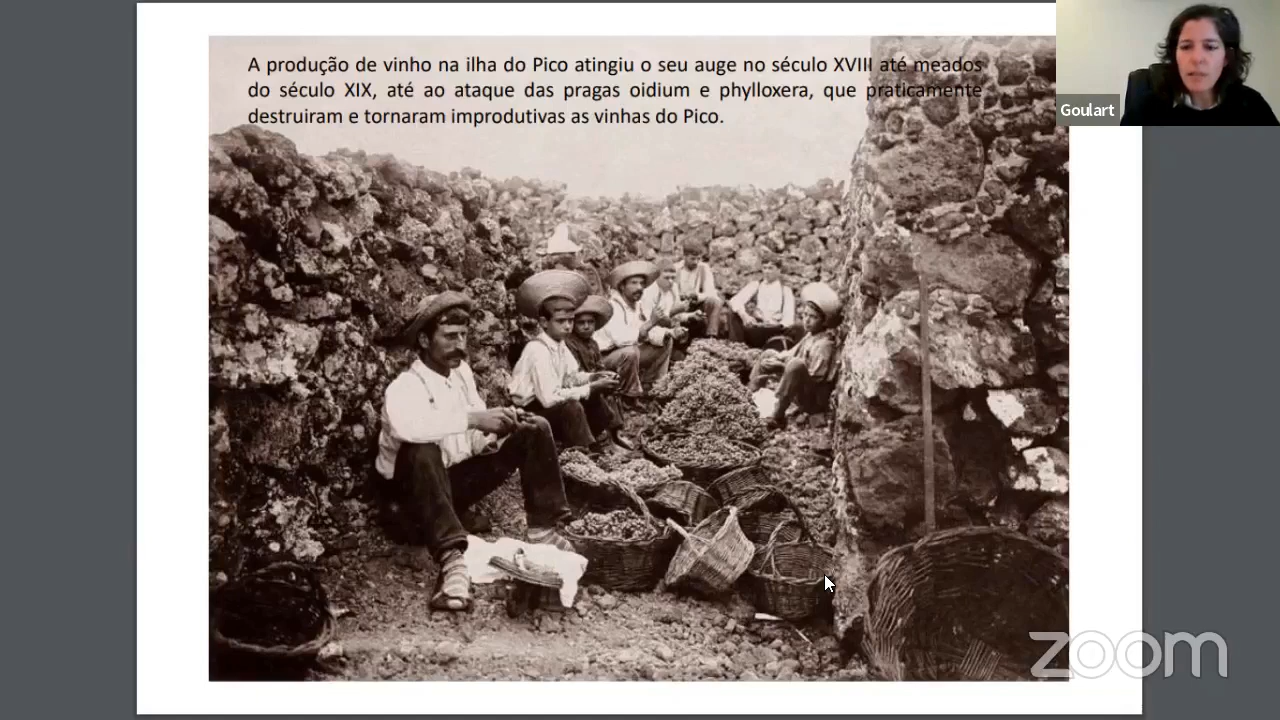 A produção de vinho na ilha do Pico atingiu o seu auge no século XVIII até meados
do século XIX, até ao ataque das pragas oidium e phylloxera, que praticamente
destruiram e tornaram improdutivas as vinhas do Pico.
Goulart
zoom